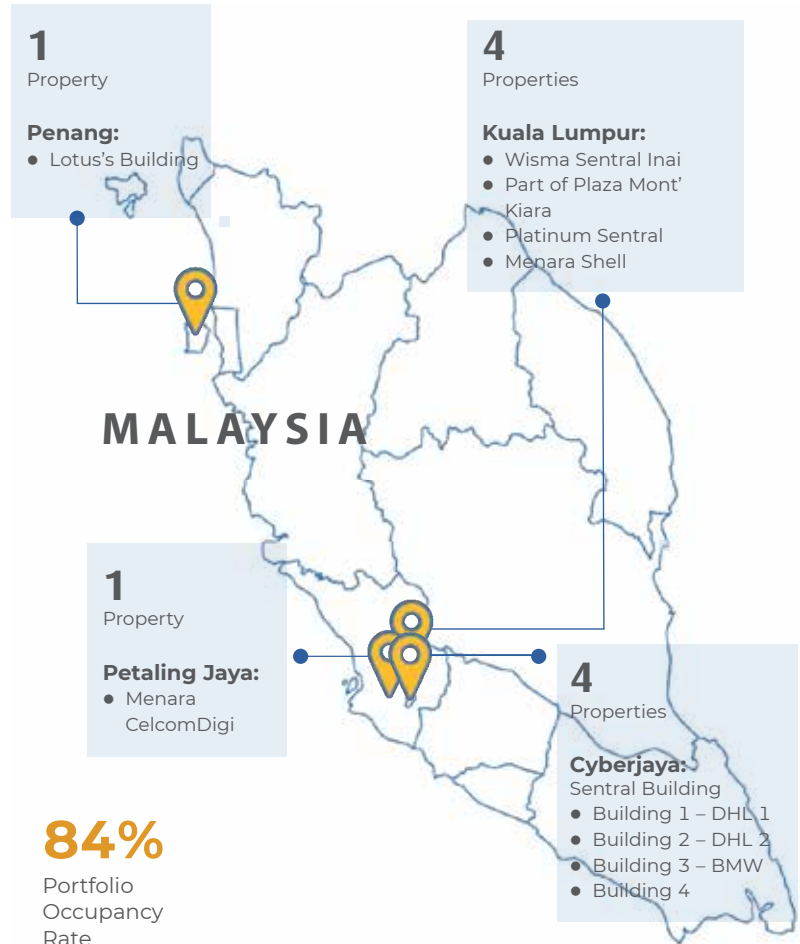 1
Property
Penang:
● Lotus's Building
4
Properties
Kuala Lumpur:
● Wisma Sentral Inai
● Part of Plaza Mont'
Kiara
● Platinum Sentral
● Menara Shell
MALAYSIA
1
Property
Petaling Jaya:
● Menara
CelcomDigi
4
Properties
Cyberjaya:
Sentral Building
● Building 1 – DHL 1
● Building 2 – DHL 2
● Building 3 – BMW
● Building 4
84%
Portfolio
Occupancy
Rate